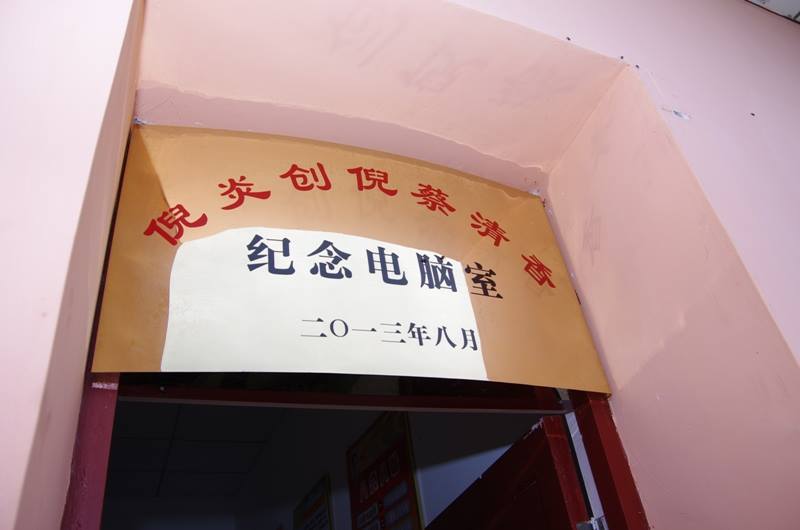 倪炎创倪蔡清香
纪念电脑室
二〇一三年八月